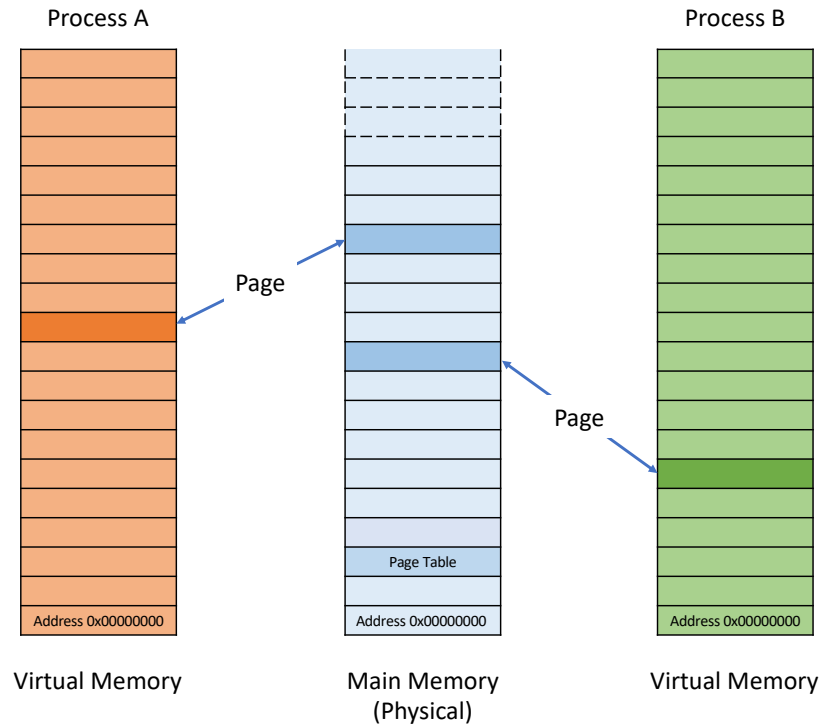 Process A
Process B
Page
Page
Page Table
Address 0x00000000
Address 0x00000000
Address 0x00000000
Virtual Memory
Main Memory
(Physical)
Virtual Memory